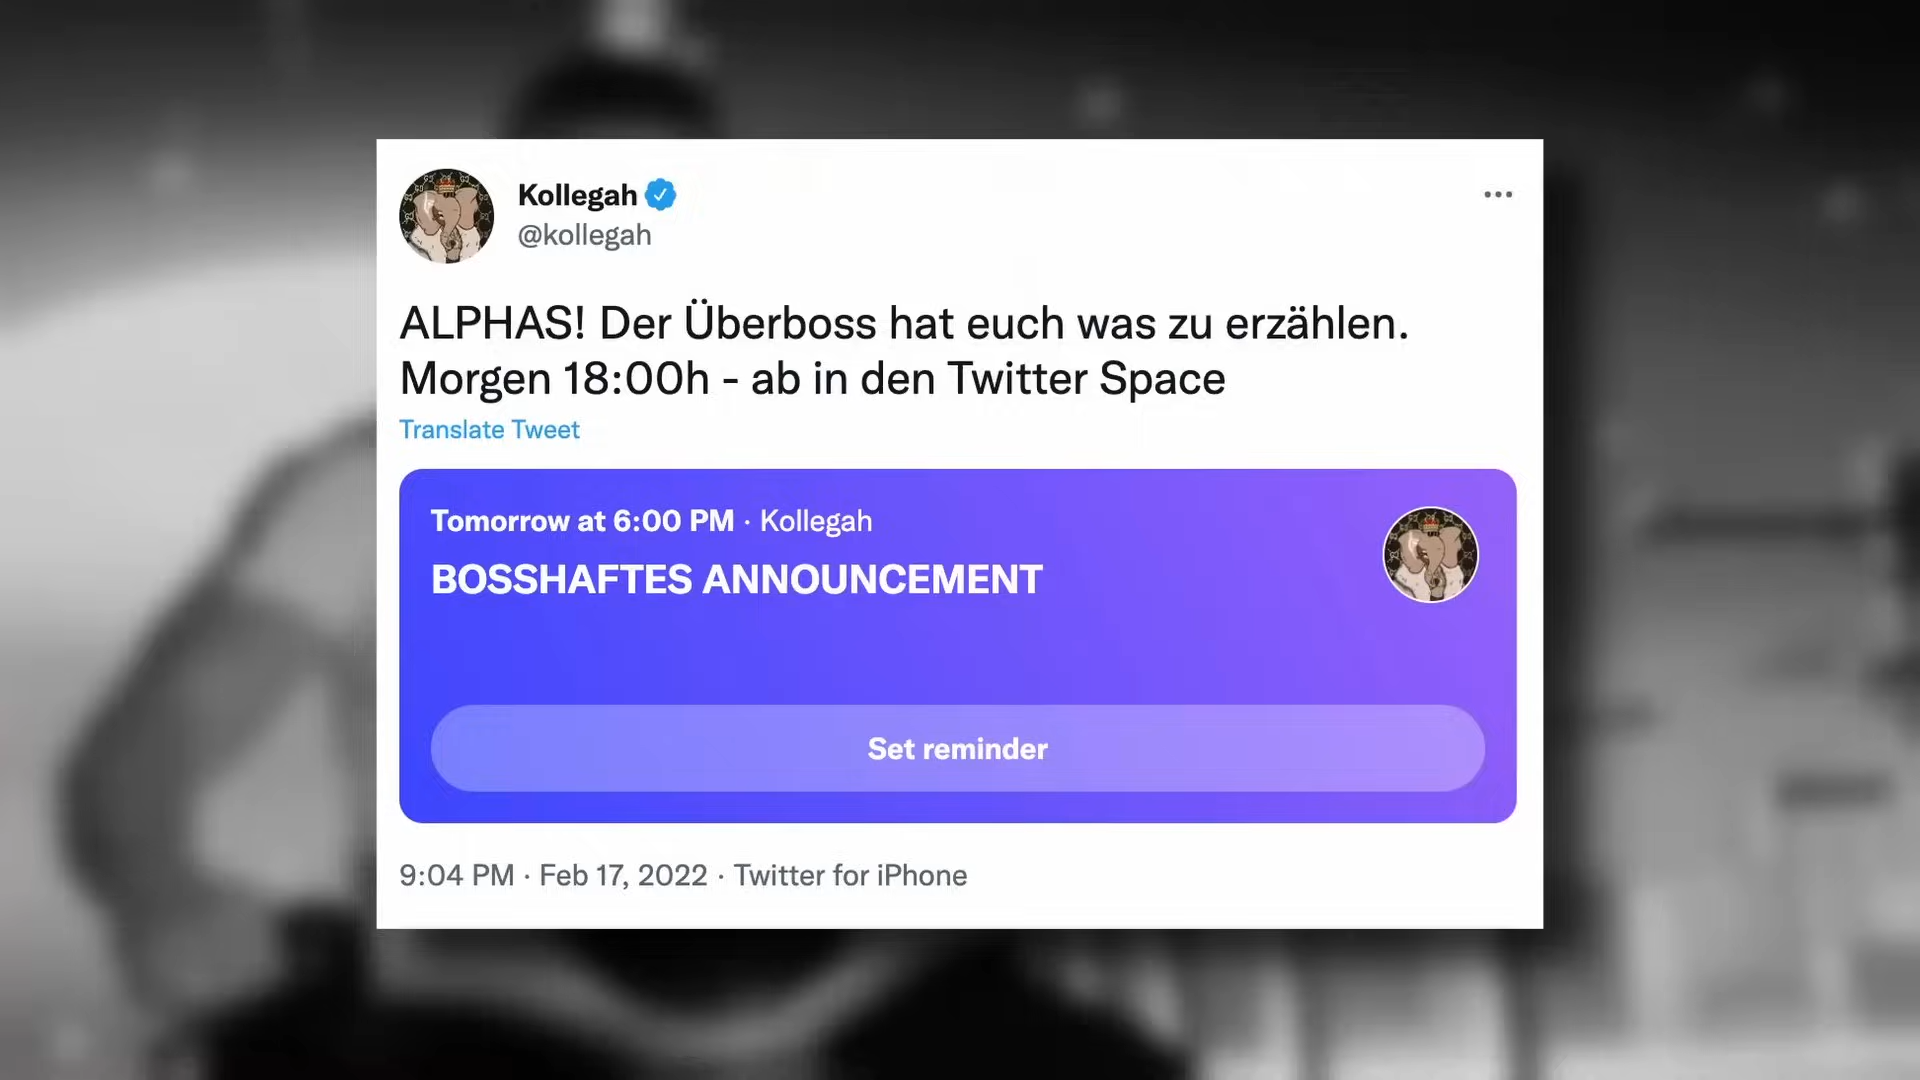 Kollegah
@kollegah
ALPHAS! Der Überboss hat euch was zu erzählen.
Morgen 18:00h - ab in den Twitter Space
Translate Tweet
Tomorrow at 6:00 PM · Kollegah
BOSSHAFTES ANNOUNCEMENT
Set reminder
9:04 PM · Feb 17, 2022 · Twitter for iPhone